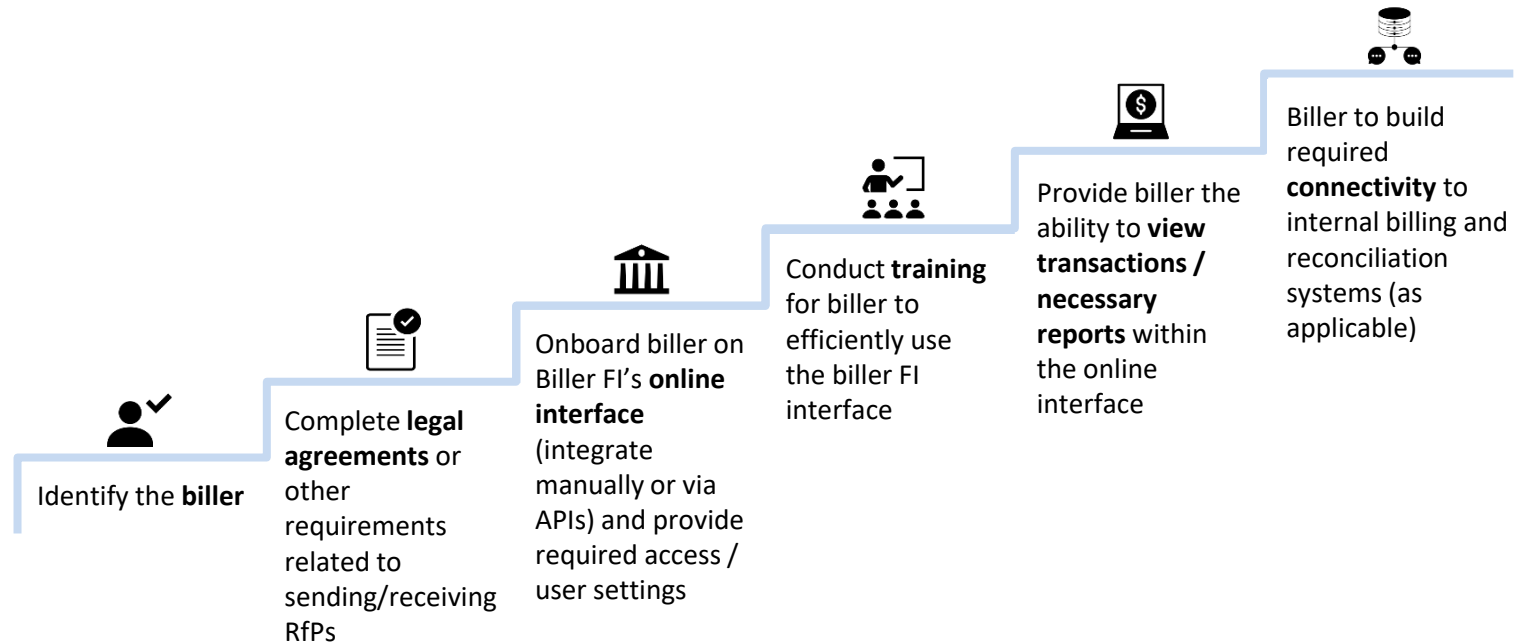 Identify the biller
Complete legal
agreements or
other
requirements
related to
sending/receiving
RfPs
Onboard biller on
Biller FI's online
interface
(integrate
manually or via
APIs) and provide
required access /
user settings
Conduct training
for biller to
efficiently use
the biller FI
interface
Provide biller the
ability to view
transactions /
necessary
reports within
the online
interface
Biller to build
required
connectivity to
internal billing and
reconciliation
systems (as
applicable)